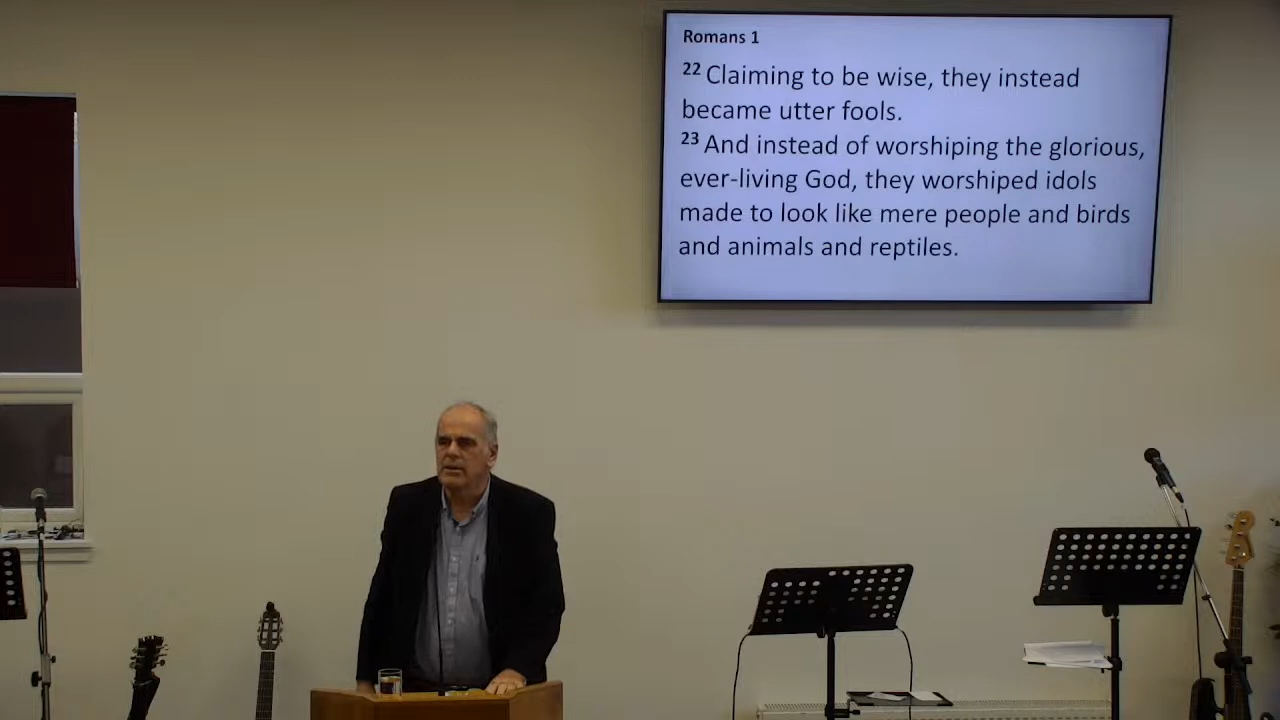 Romans 1
22 Claiming to be wise, they instead
became utter fools.
23 And instead of worshiping the glorious,
ever-living God, they worshiped idols
made to look like mere people and birds
and animals and reptiles.